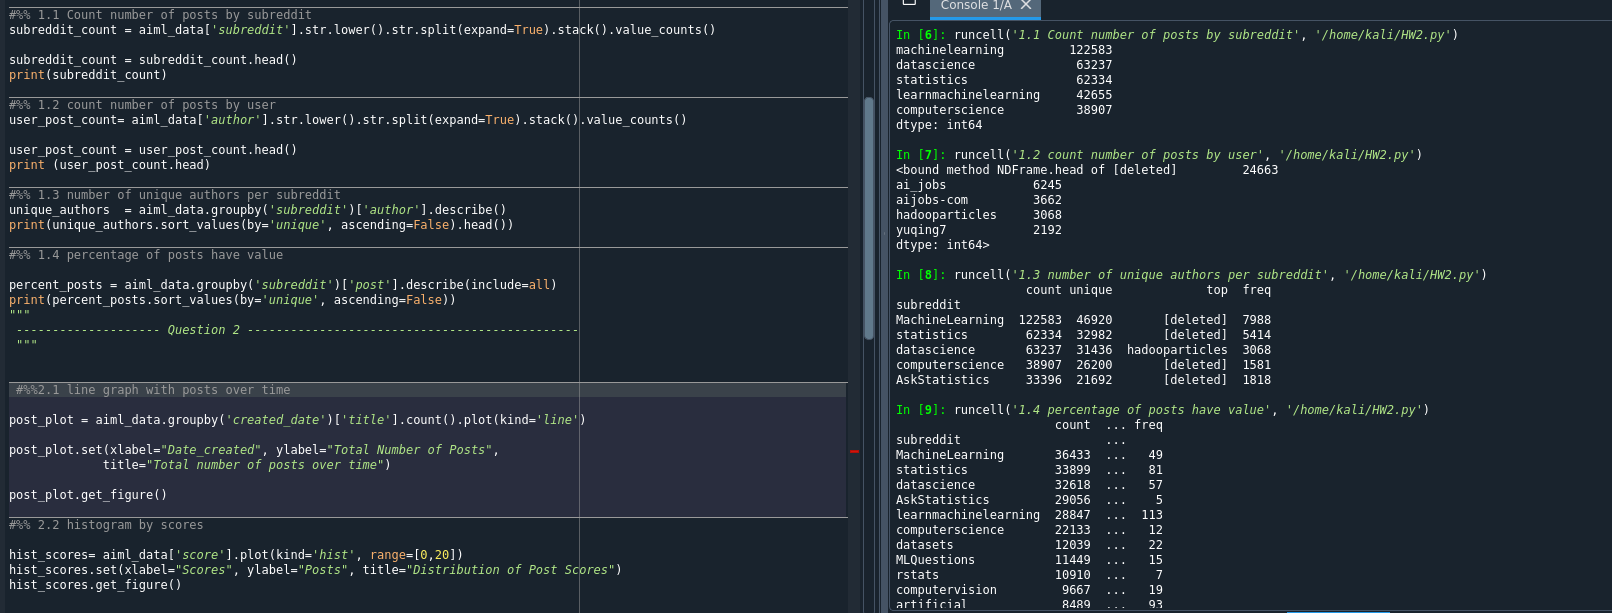 #%% 1.1 Count number of posts by subreddit
subreddit_count = aiml_data['subreddit'].str.lower().str.split(expand=True).stack().value_counts()
subreddit_count = subreddit_count.head()
print(subreddit_count)
#%% 1.2 count number of posts by user
user_post_count= aiml_data['author'].str.lower().str.split(expand=True).stack().value_counts()
user_post_count = user_post_count.head()
print (user_post_count.head)
#%% 1.3 number of unique authors per subreddit
unique_authors  = aiml_data.groupby('subreddit')['author'].describe()
print(unique_authors.sort_values(by='unique', ascending=False).head())
#%% 1.4 percentage of posts have value
percent_posts = aiml_data.groupby('subreddit')['post'].describe(include=all)
print(percent_posts.sort_values(by='unique', ascending=False))
"""
-------------------- Question 2 ----------------------------------------------
"""
#%%2.1 line graph with posts over time
post_plot = aiml_data.groupby('created_date')['title'].count().plot(kind='line')
post_plot.set(xlabel="Date_created", ylabel="Total Number of Posts",
title="Total number of posts over time")
post_plot.get_figure()
#%% 2.2 histogram by scores
hist_scores= aiml_data['score'].plot(kind='hist', range=[0,20])
hist_scores.set(xlabel="Scores", ylabel="Posts", title="Distribution of Post Scores")
hist_scores.get_figure()
Console 1/A
In [6]: runcell('1.1 Count number of posts by subreddit', '/home/kali/HW2.py')
machinelearning 122583
datascience 63237
statistics 62334
learnmachinelearning 42655
computerscience 38907
dtype: int64
In [7]: runcell('1.2 count number of posts by user', '/home/kali/HW2.py')
<bound method NDFrame.head of [deleted] 24663
ai_jobs 6245
aijobs-com 3662
hadooparticles 3068
yuqing7 2192
dtype: int64>
In [8]: runcell('1.3 number of unique authors per subreddit', '/home/kali/HW2.py')
count unique top freq
subreddit
MachineLearning 122583 46920 [deleted] 7988
statistics 62334 32982 [deleted] 5414
datascience 63237 31436 hadooparticles 3068
computerscience 38907 26200 [deleted] 1581
AskStatistics 33396 21692 [deleted] 1818
In [9]: runcell('1.4 percentage of posts have value', '/home/kali/HW2.py')
count ... freq
subreddit ...
MachineLearning 36433 ... 49
statistics 33899 ... 81
datascience 32618 ... 57
AskStatistics 29056 ... 5
learnmachinelearning 28847 ... 113
computerscience 22133 ... 12
datasets 12039 ... 22
MLQuestions 11449 ... 15
rstats 10910 ... 7
computervision 9667 ... 19
artificial 8489 ... 93